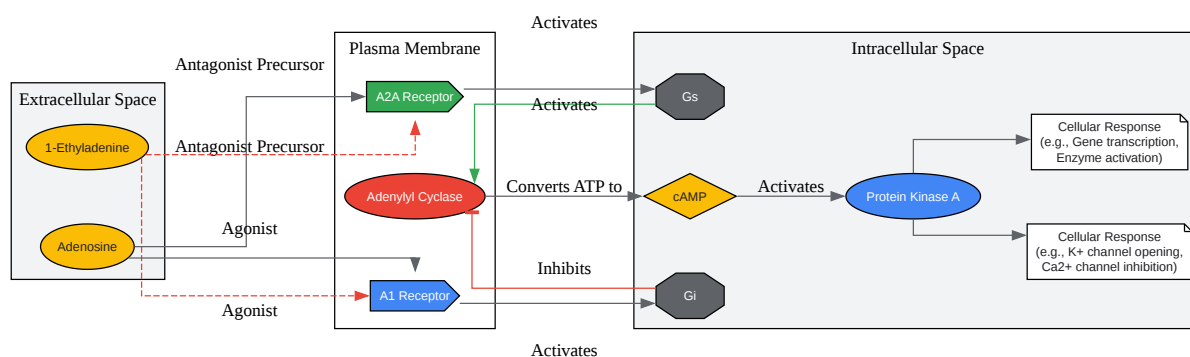 Activates
Plasma Membrane
Intracellular Space
Antagonist Precursor
Extracellular Space
A2A Receptor
Gs
Activates
1-Ethyladenine
Antagonist Precursor
Cellular Response
(e.g., Gene transcription,
Enzyme activation)
Adenylyl Cyclase
Converts ATP to
cAMP
Activates
Protein Kinase A
Agonist
Adenosine
Cellular Response
(e.g., K+ channel opening,
Ca2+ channel inhibition)
Inhibits
A1 Receptor
Gi
Agonist
Activates